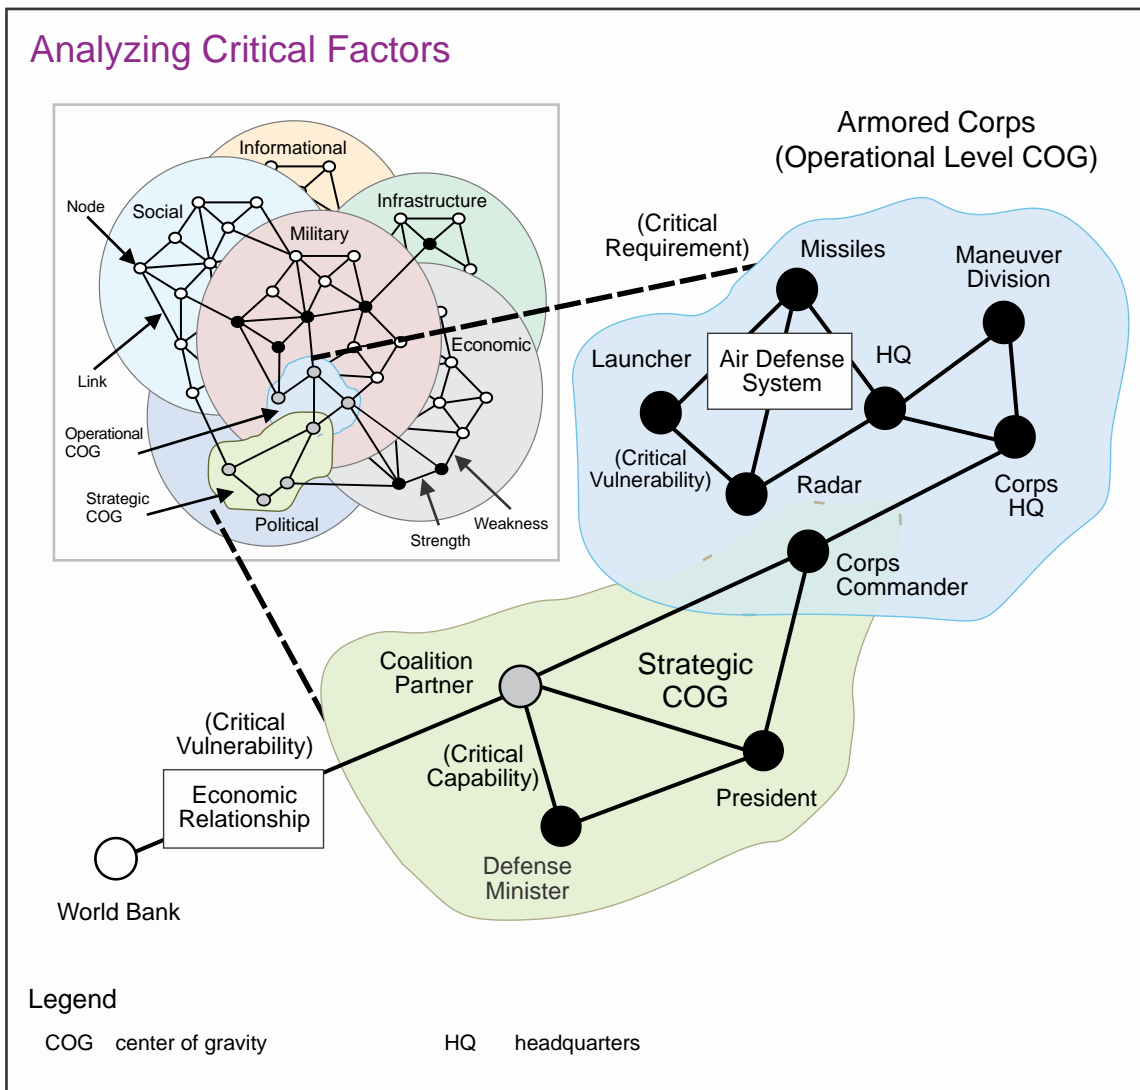 Analyzing Critical Factors
Informational
Node
Social
Infrastructure
Military
Link
Economic
Operational
COG
Strategic
COG
Political
Weakness
Strength
Armored Corps
(Operational Level COG)
(Critical
Requirement)
Missiles
Maneuver
Division
Launcher
Air Defense
System
HQ
(Critical
Vulnerability)
Radar
Corps
HQ
Corps
Commander
Coalition
Partner
Strategic
COG
(Critical
Vulnerability)
(Critical
Capability)
Economic
Relationship
President
Defense
Minister
World Bank
Legend
COG center of gravity
HQ headquarters